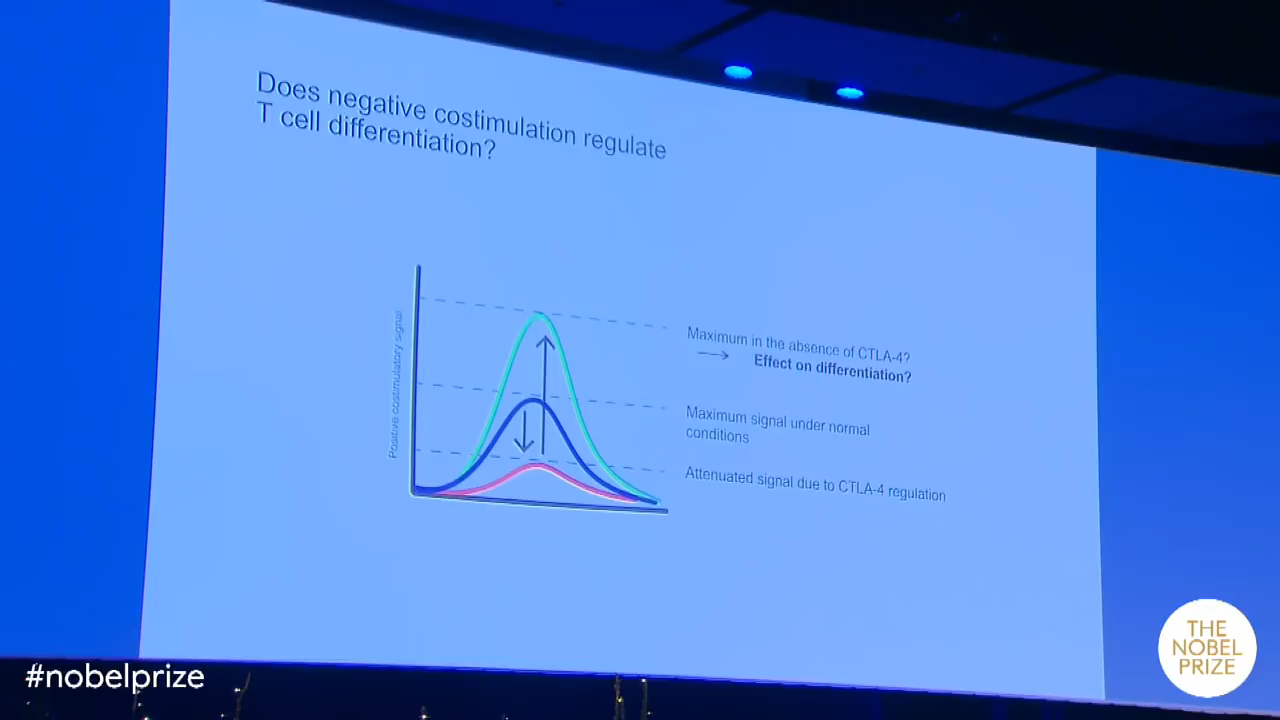 Does negative costimulation regulate
T cell differentiation?
Positive costimulatory signal
Maximum in the absence of CTLA-4?
→ Effect on differentiation?
Maximum signal under normal
conditions
Attenuated signal due to CTLA-4 regulation
#nobelprize
THE
NOBEL
PRIZE